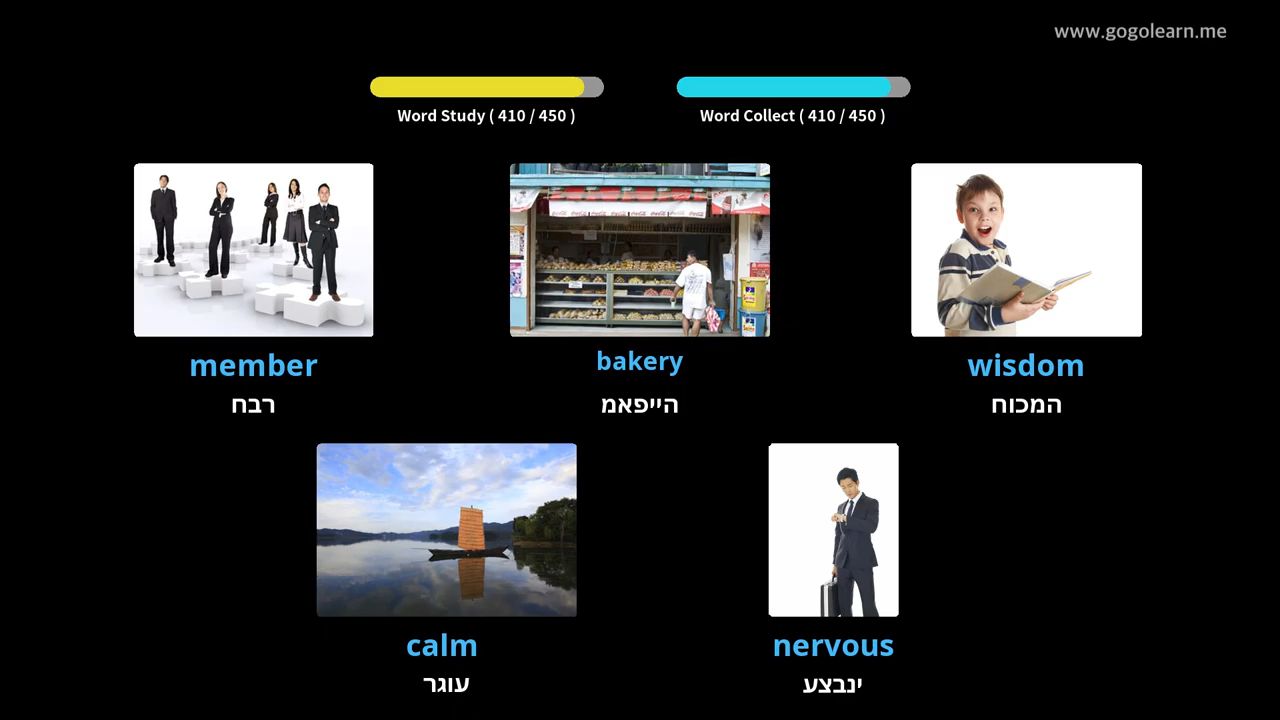 www.gogolearn.me
Word Study ( 410 / 450 )
Word Collect ( 410 / 450 )
member
רבח
bakery
הייפאמ
wisdom
המכוח
calm
עוגר
nervous
ינבצע